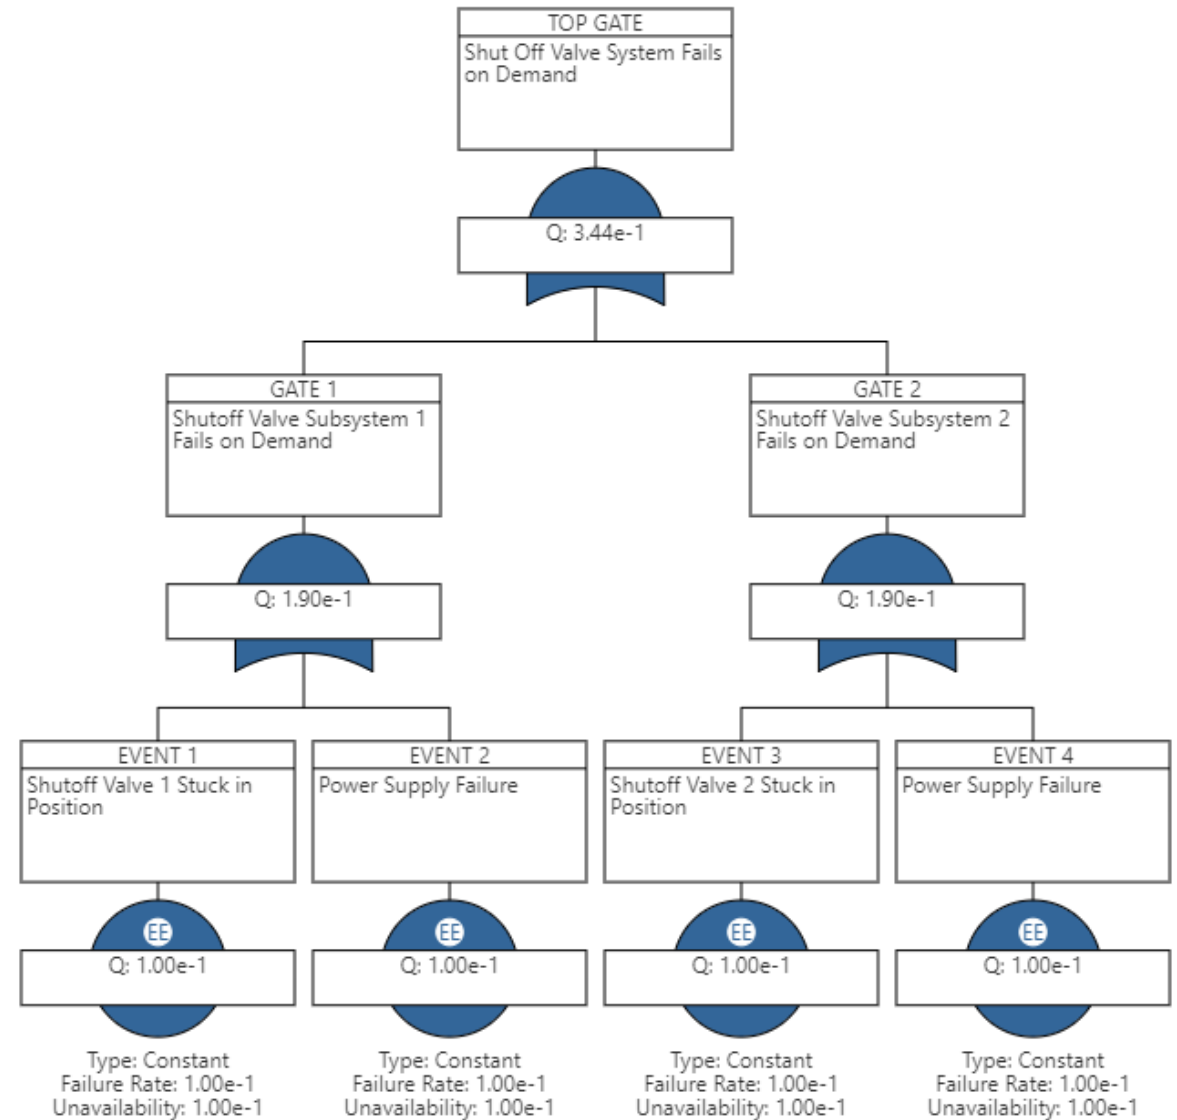 TOP GATE
Shut Off Valve System Fails
on Demand
Q: 3.44e-1
GATE 1
Shutoff Valve Subsystem 1
Fails on Demand
Q: 1.90e-1
GATE 2
Shutoff Valve Subsystem 2
Fails on Demand
Q: 1.90e-1
EVENT 1
Shutoff Valve 1 Stuck in
Position
EE
Q: 1.00e-1
Type: Constant
Failure Rate: 1.00e-1
Unavailability: 1.00e-1
EVENT 2
Power Supply Failure
EE
Q: 1.00e-1
Type: Constant
Failure Rate: 1.00e-1
Unavailability: 1.00e-1
EVENT 3
Shutoff Valve 2 Stuck in
Position
EE
Q: 1.00e-1
Type: Constant
Failure Rate: 1.00e-1
Unavailability: 1.00e-1
EVENT 4
Power Supply Failure
EE
Q: 1.00e-1
Type: Constant
Failure Rate: 1.00e-1
Unavailability: 1.00e-1